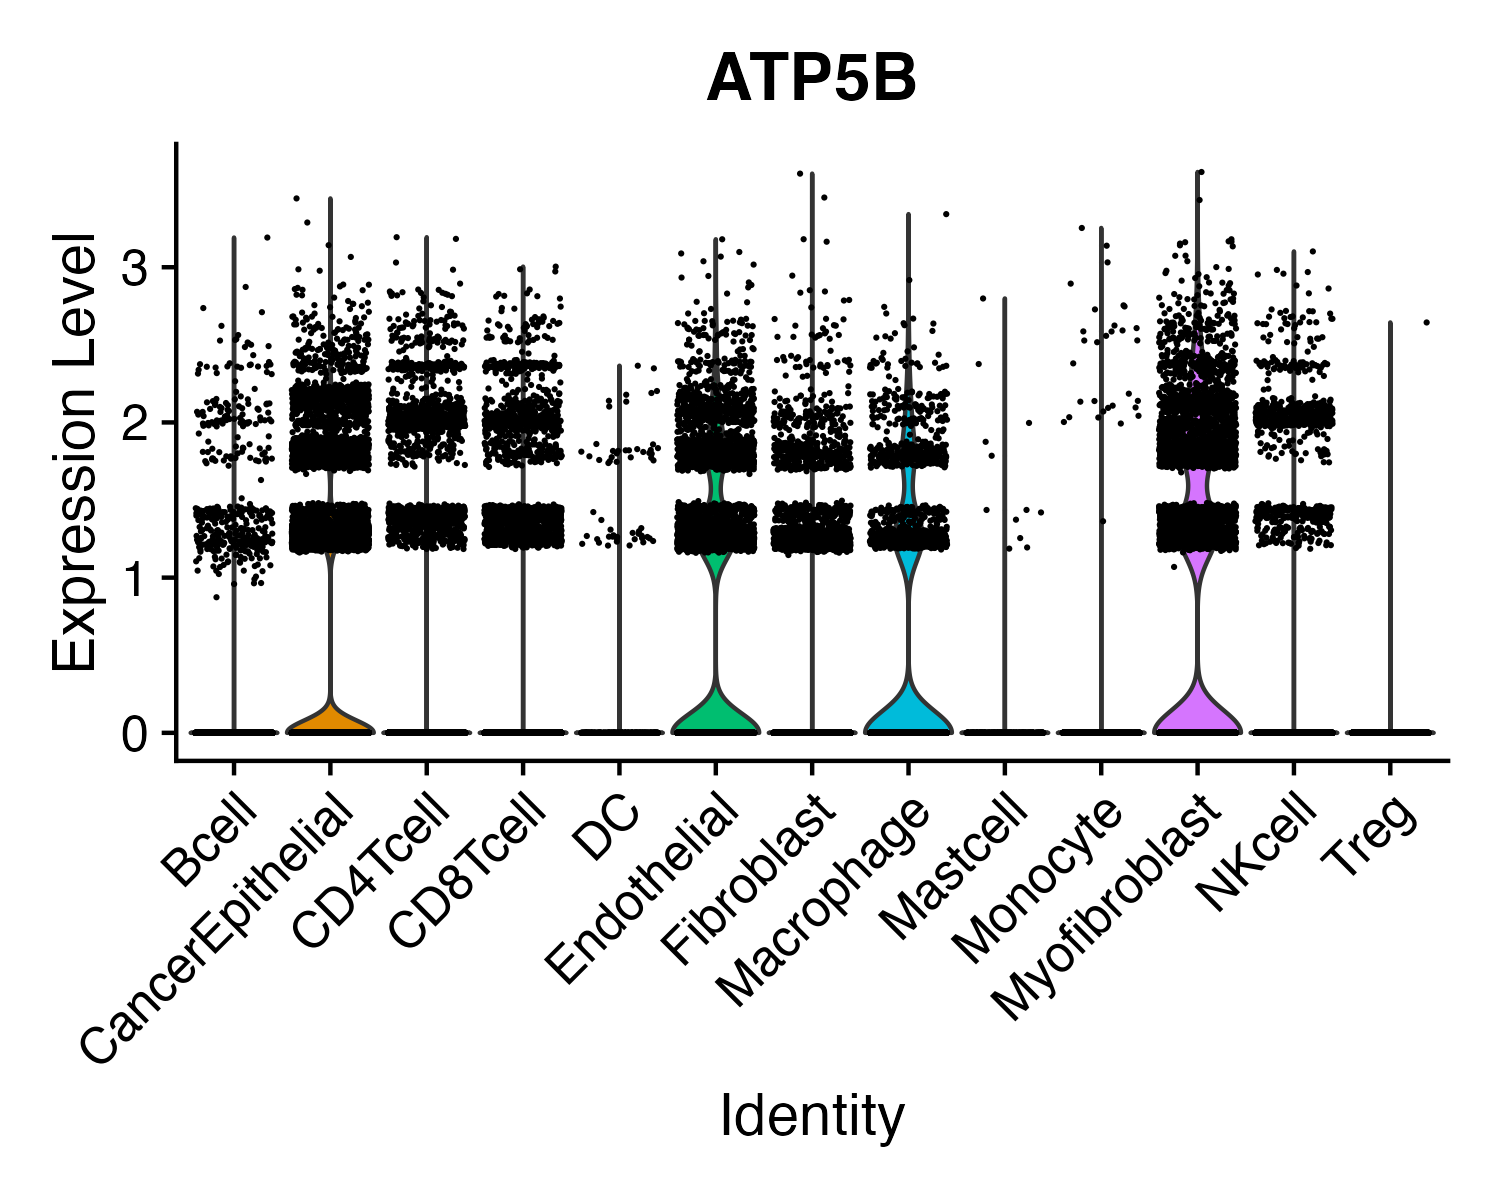 ATP5B
Expression Level
3
2
1
0
Bcell
CancerEpithelial
CD4Tcell
CD8Tcell
DC
Endothelial
Fibroblast
Macrophage
Mastcell
Monocyte
Myofibroblast
NKcell
Treg
Identity